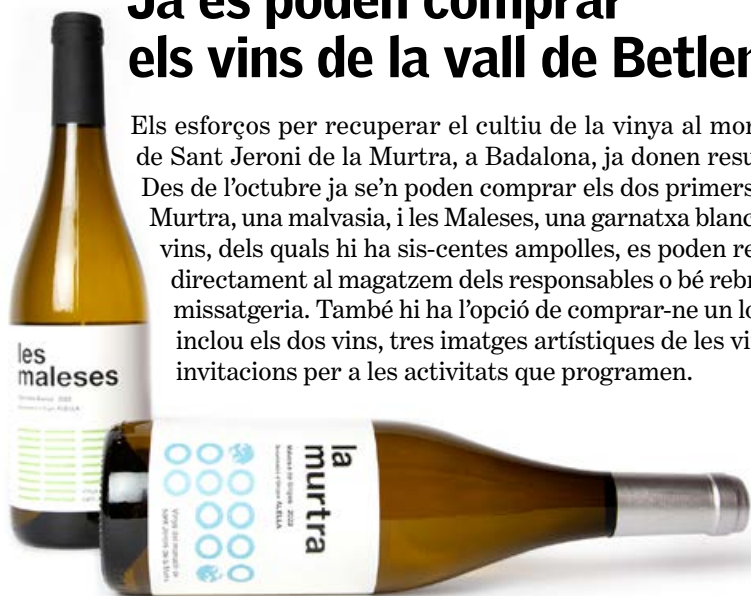 Ja es poden comprar
els vins de la vall de Betlem
Els esforços per recuperar el cultiu de la vinya al mon
de Sant Jeroni de la Murtra, a Badalona, ja donen resu
Des de l’octubre ja se’n poden comprar els dos primers
Murtra, una malvasia, i les Maleses, una garnatxa blanc
vins, dels quals hi ha sis-centes ampolles, es poden re
directament al magatzem dels responsables o bé rebr
missatgeria. També hi ha l’opció de comprar-ne un lo
inclou els dos vins, tres imatges artístiques de les vi
invitacions per a les activitats que programen.
les
maleses
ALELLA
la
murtra
ALELLA